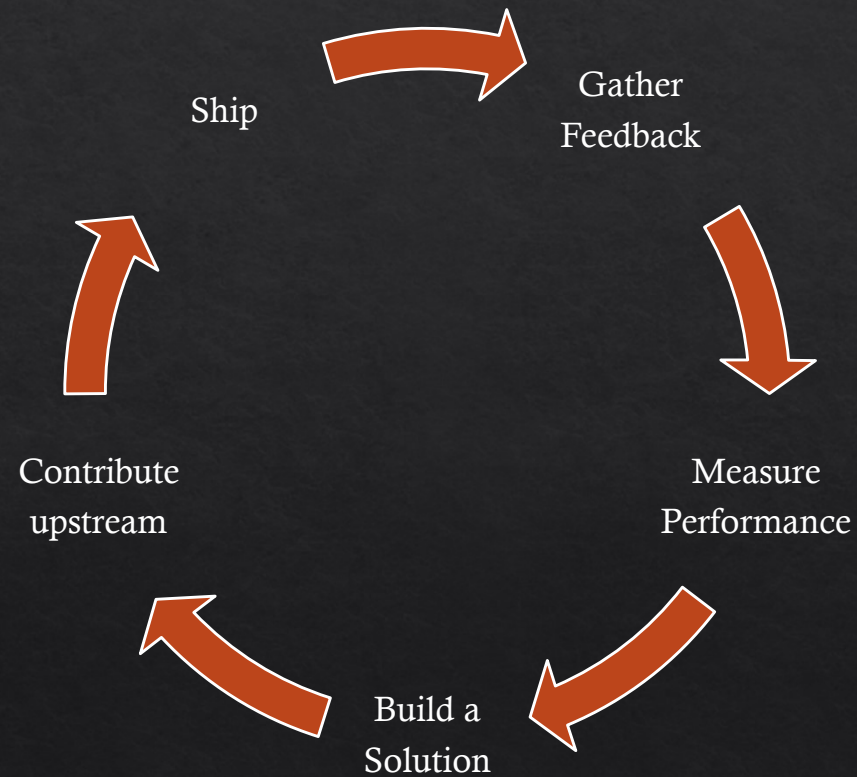 Ship
Gather
Feedback
Measure
Performance
Build a
Solution
Contribute
upstream